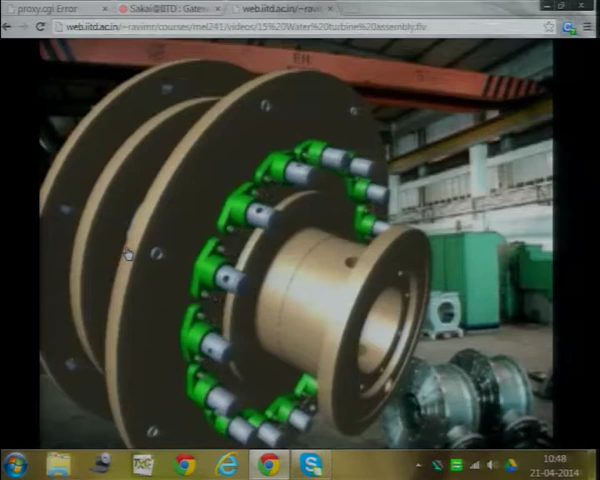 proxy.cgi Error
Sakai@IITD : Gatew
web.iitd.ac.in/~ravimr
web.iitd.ac.in/~ravimr/courses/mel241/videos/15%20Water%20turbine%20assembly.flv
10:48
21-04-2014